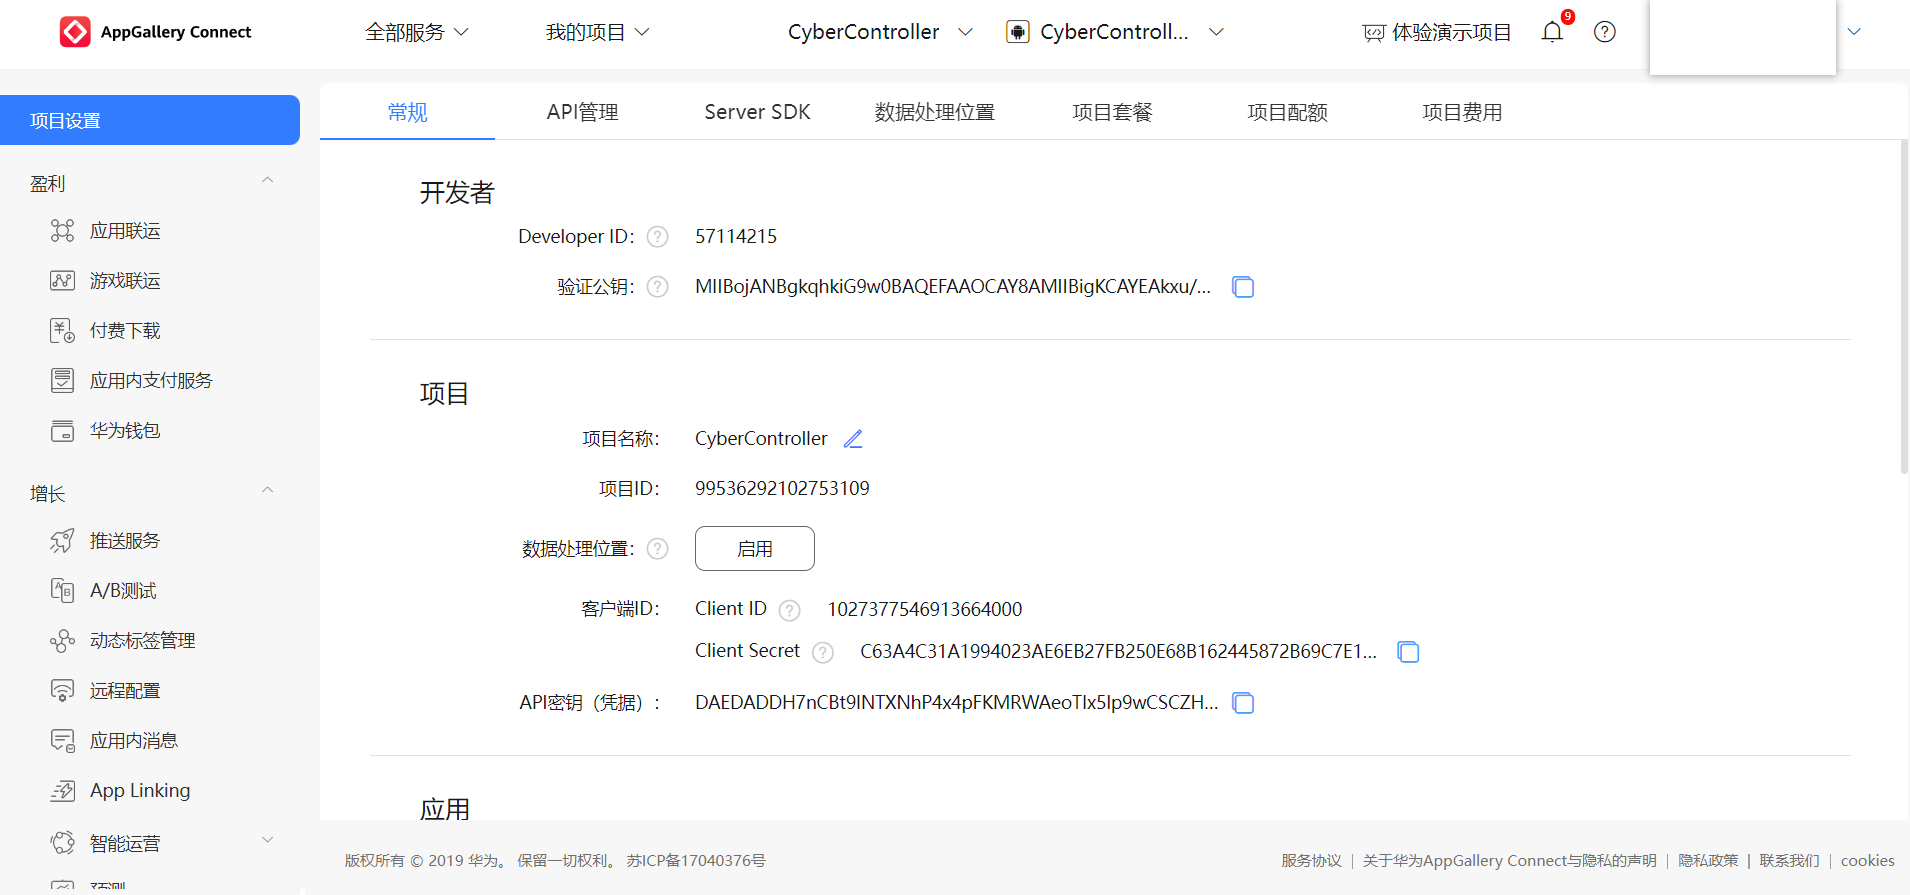 AppGallery Connect
全部服务
我的项目
CyberController
CyberControll...
体验演示项目
9
项目设置
盈利
应用联运
游戏联运
付费下载
应用内支付服务
华为钱包
增长
推送服务
A/B测试
动态标签管理
远程配置
应用内消息
App Linking
智能运营
预测
常规
API管理
Server SDK
数据处理位置
项目套餐
项目配额
项目费用
开发者
Developer ID: 57114215
验证公钥: MIIBojANBgkqhkiG9w0BAQEFAAOCAY8AMIIBigKCAYEAkxu/...
项目
项目名称: CyberController
项目ID: 99536292102753109
数据处理位置: 启用
客户端ID: Client ID 1027377546913664000
Client Secret C63A4C31A1994023AE6EB27FB250E68B162445872B69C7E1...
API密钥（凭据）: DAEDADDH7nCBt9INTXNhP4x4pFKMRWAeoTIx5Ip9wCSCZH...
应用
版权所有 © 2019 华为。 保留一切权利。 苏ICP备17040376号
服务协议 | 关于华为AppGallery Connect与隐私的声明 | 隐私政策 | 联系我们 | cookies